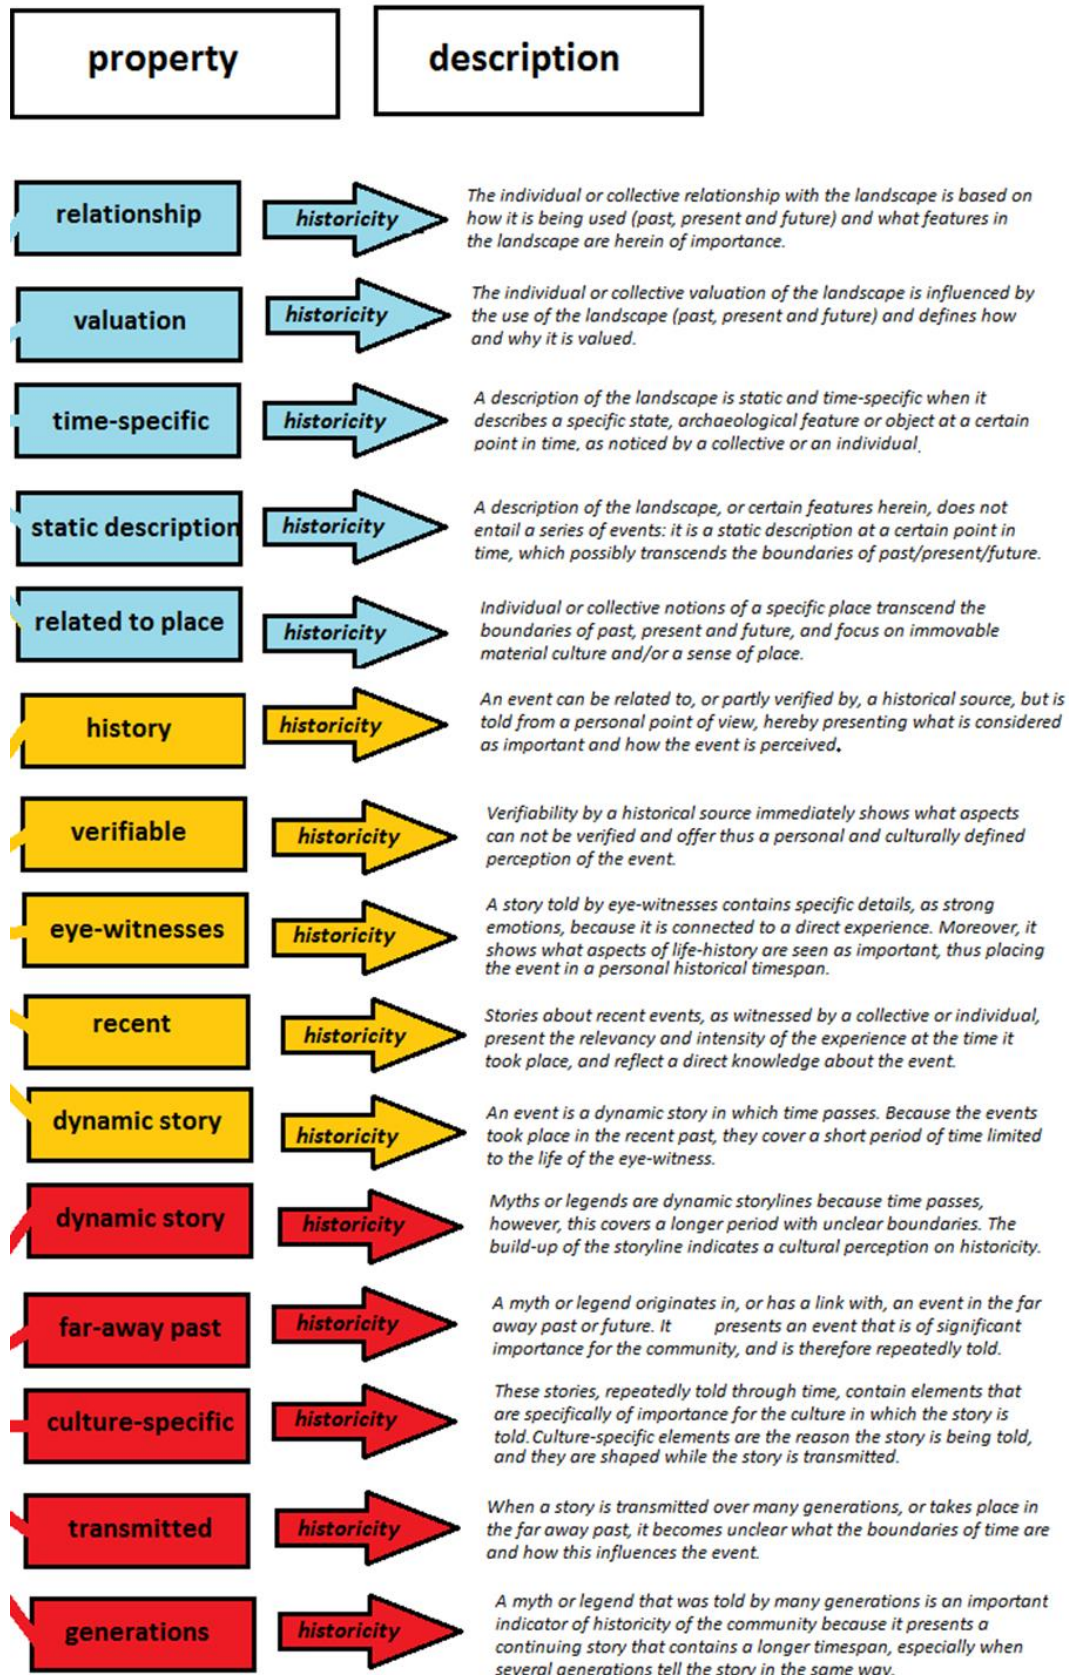 property
description
relationship
historicity
The individual or collective relationship with the landscape is based on
how it is being used (past, present and future) and what features in
the landscape are herein of importance.
valuation
historicity
The individual or collective valuation of the landscape is influenced by
the use of the landscape (past, present and future) and defines how
and why it is valued.
time-specific
historicity
A description of the landscape is static and time-specific when it
describes a specific state, archaeological feature or object at a certain
point in time, as noticed by a collective or an individual.
static description
historicity
A description of the landscape, or certain features herein, does not
entail a series of events: it is a static description at a certain point in
time, which possibly transcends the boundaries of past/present/future.
related to place
historicity
Individual or collective notions of a specific place transcend the
boundaries of past, present and future, and focus on immovable
material culture and/or a sense of place.
history
historicity
An event can be related to, or partly verified by, a historical source, but is
told from a personal point of view, hereby presenting what is considered
as important and how the event is perceived.
verifiable
historicity
Verifiability by a historical source immediately shows what aspects
can not be verified and offer thus a personal and culturally defined
perception of the event.
eye-witnesses
historicity
A story told by eye-witnesses contains specific details, as strong
emotions, because it is connected to a direct experience. Moreover, it
shows what aspects of life-history are seen as important, thus placing
the event in a personal historical timespan.
recent
historicity
Stories about recent events, as witnessed by a collective or individual,
present the relevancy and intensity of the experience at the time it
took place, and reflect a direct knowledge about the event.
dynamic story
historicity
An event is a dynamic story in which time passes. Because the events
took place in the recent past, they cover a short period of time limited
to the life of the eye-witness.
dynamic story
historicity
Myths or legends are dynamic storylines because time passes,
however, this covers a longer period with unclear boundaries. The
build-up of the storyline indicates a cultural perception on historicity.
far-away past
historicity
A myth or legend originates in, or has a link with, an event in the far
away past or future. It presents an event that is of significant
importance for the community, and is therefore repeatedly told.
culture-specific
historicity
These stories, repeatedly told through time, contain elements that
are specifically of importance for the culture in which the story is
told. Culture-specific elements are the reason the story is being told,
and they are shaped while the story is transmitted.
transmitted
historicity
When a story is transmitted over many generations, or takes place in
the far away past, it becomes unclear what the boundaries of time are
and how this influences the event.
generations
historicity
A myth or legend that was told by many generations is an important
indicator of historicity of the community because it presents a
continuing story that contains a longer timespan, especially when
several generations tell the story in the same way.